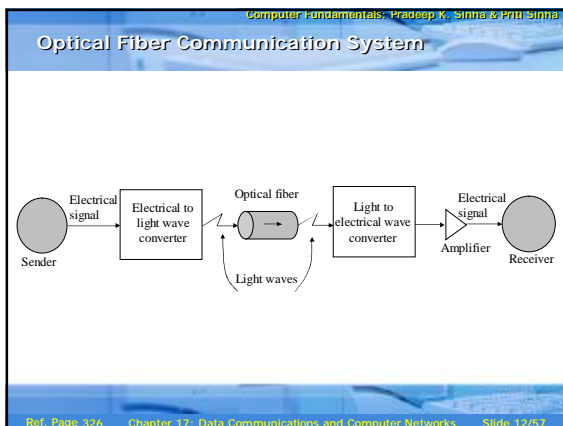 Computer Fundamentals: Pradeep K. Sinha & Priti Sinha
Optical Fiber Communication System
Electrical
signal
Sender
Electrical to
light wave
converter
Optical fiber
Light waves
Light to
electrical wave
converter
Amplifier
Electrical
signal
Receiver
Ref. Page 326 Chapter 17: Data Communications and Computer Networks Slide 12/57